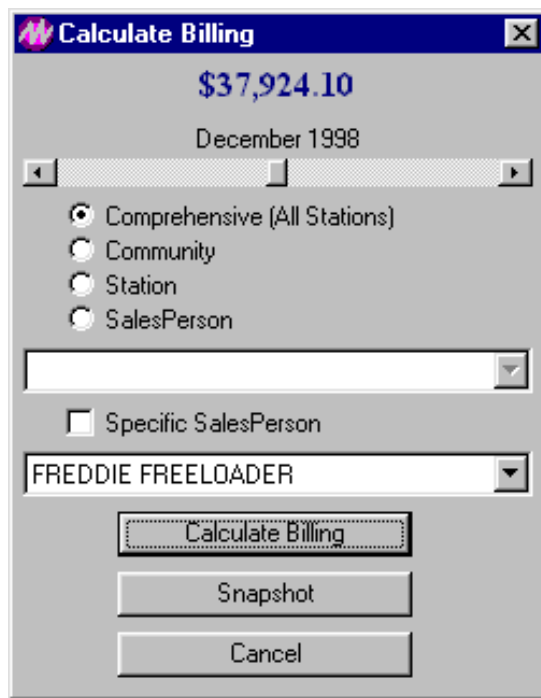 Calculate Billing
$37,924.10
December 1998
Comprehensive (All Stations)
Community
Station
SalesPerson
Specific SalesPerson
FREDDIE FREELOADER
Calculate Billing
Snapshot
Cancel